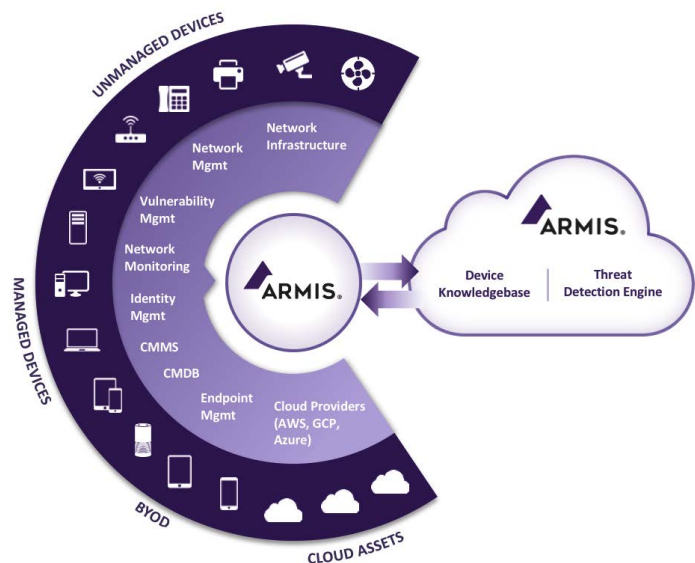 UNMANAGED DEVICES
MANAGED DEVICES
BYOD
CLOUD ASSETS
Network
Infrastructure
Network
Mgmt
Vulnerability
Mgmt
Network
Monitoring
Identity
Mgmt
CMMS
CMDB
Endpoint
Mgmt
Cloud Providers
(AWS, GCP,
Azure)
ARMIS®
ARMIS®
Device
Knowledgebase
Threat
Detection Engine